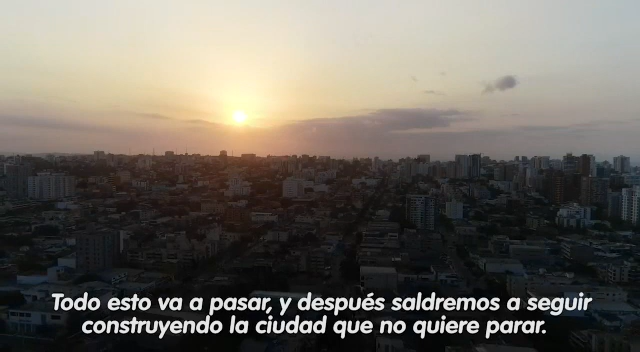 Todo esto va a pasar, y después saldremos a seguir
construyendo la ciudad que no quiere parar.